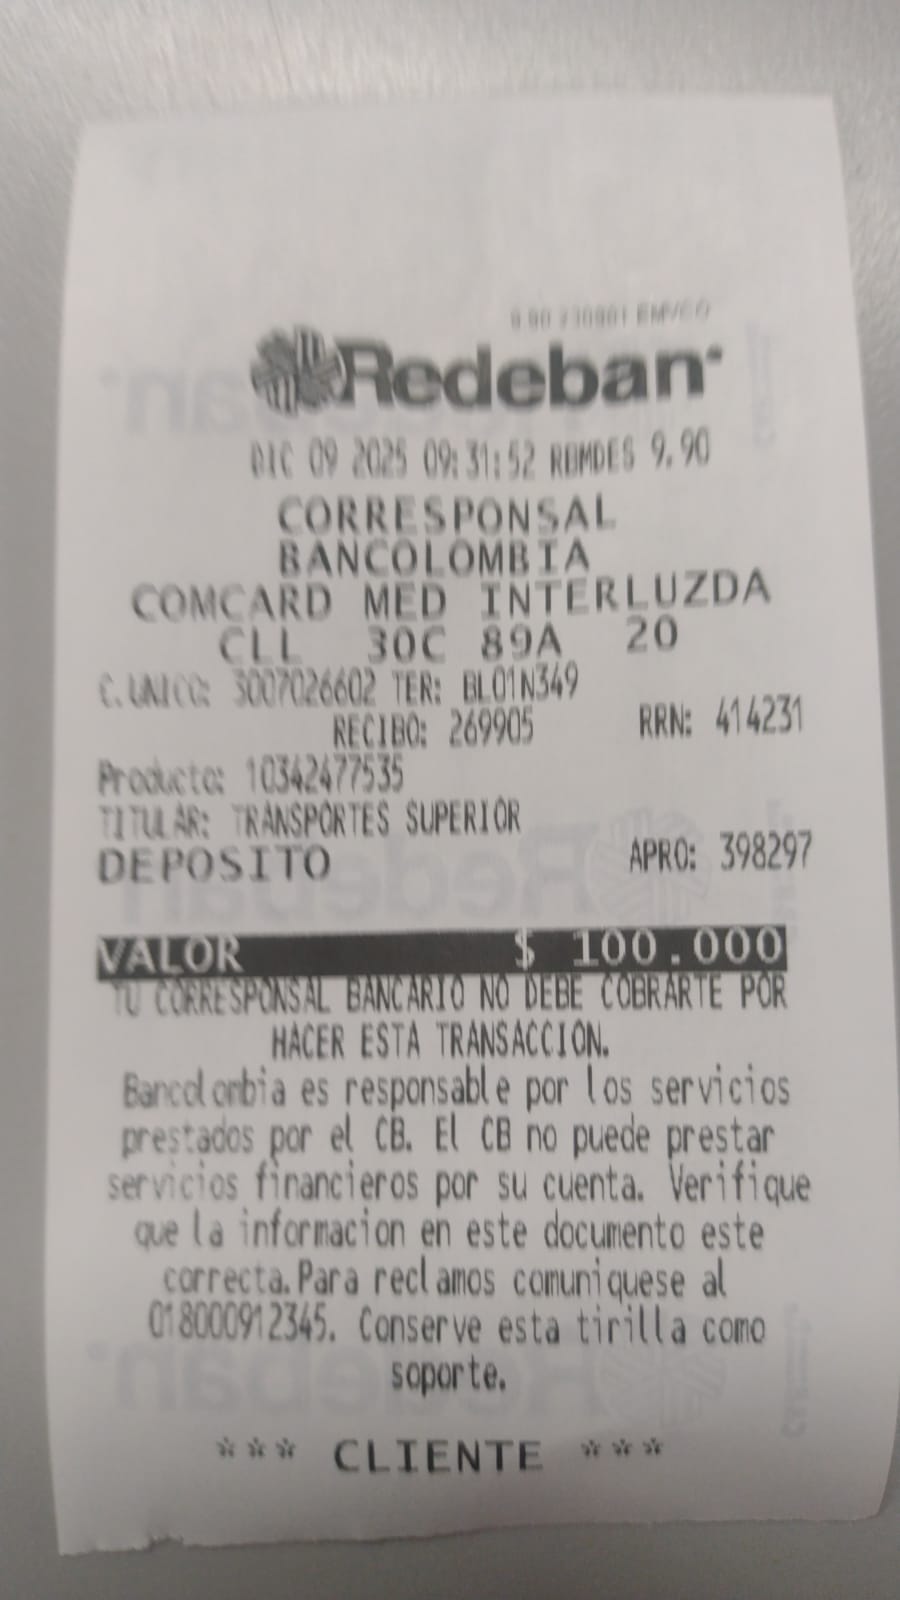 Redeban
DIC 09 2025 09:31:52 RBMDES 9.90
CORRESPONSAL
BANCOLOMBIA
COMCARD MED INTERLUZDA
CLL 30C 89A 20
C. UNICO: 3007026602 TER: BL01N349
RECIBO: 269905 RRN: 414231
Producto: 10342477535
TITULAR: TRANSPORTES SUPERIOR
DEPOSITO APRO: 398297
VALOR $ 100.000
TU CORRESPONSAL BANCARIO NO DEBE COBRARTE POR
HACER ESTA TRANSACCION.
Bancolombia es responsable por los servicios
prestados por el CB. El CB no puede prestar
servicios financieros por su cuenta. Verifique
que la informacion en este documento este
correcta.Para reclamos comuniquese al
018000912345. Conserve esta tirilla como
soporte.
*** CLIENTE ***